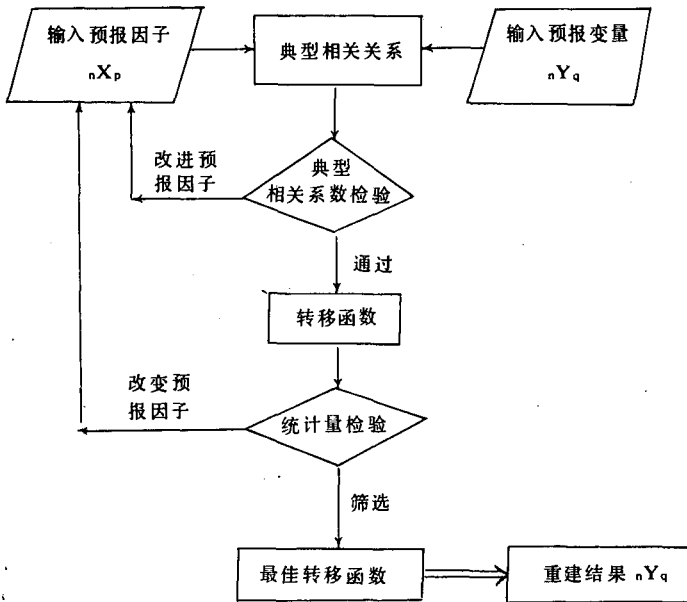 输入预报因子
nXp
典型相关关系
输入预报变量
nYq
改进预
报因子
典型
相关系数检验
通过
转移函数
改变预
报因子
统计量检验
筛选
最佳转移函数
重建结果 nYq